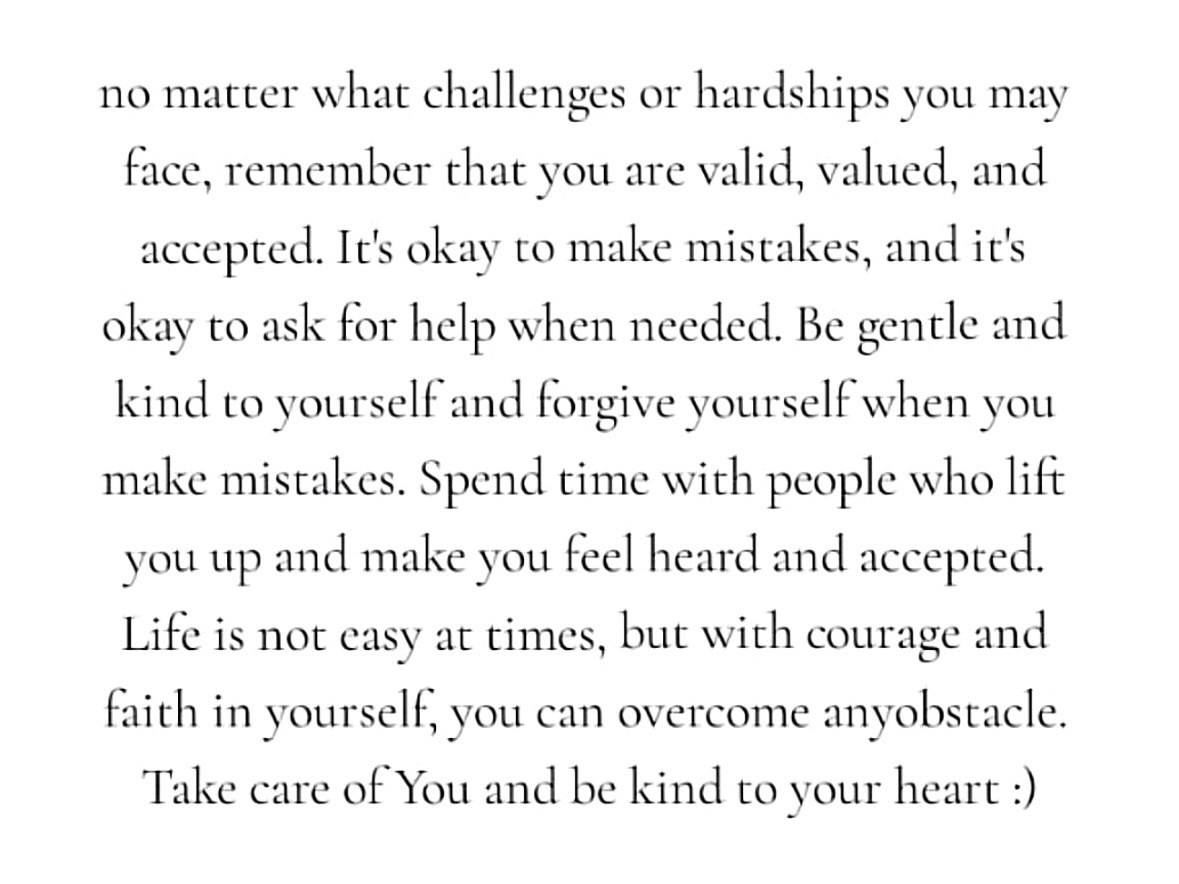 no matter what challenges or hardships you may
face, remember that you are valid, valued, and
accepted. It's okay to make mistakes, and it's
okay to ask for help when needed. Be gentle and
kind to yourself and forgive yourself when you
make mistakes. Spend time with people who lift
you up and make you feel heard and accepted.
Life is not easy at times, but with courage and
faith in yourself, you can overcome anyobstacle.
Take care of You and be kind to your heart :)